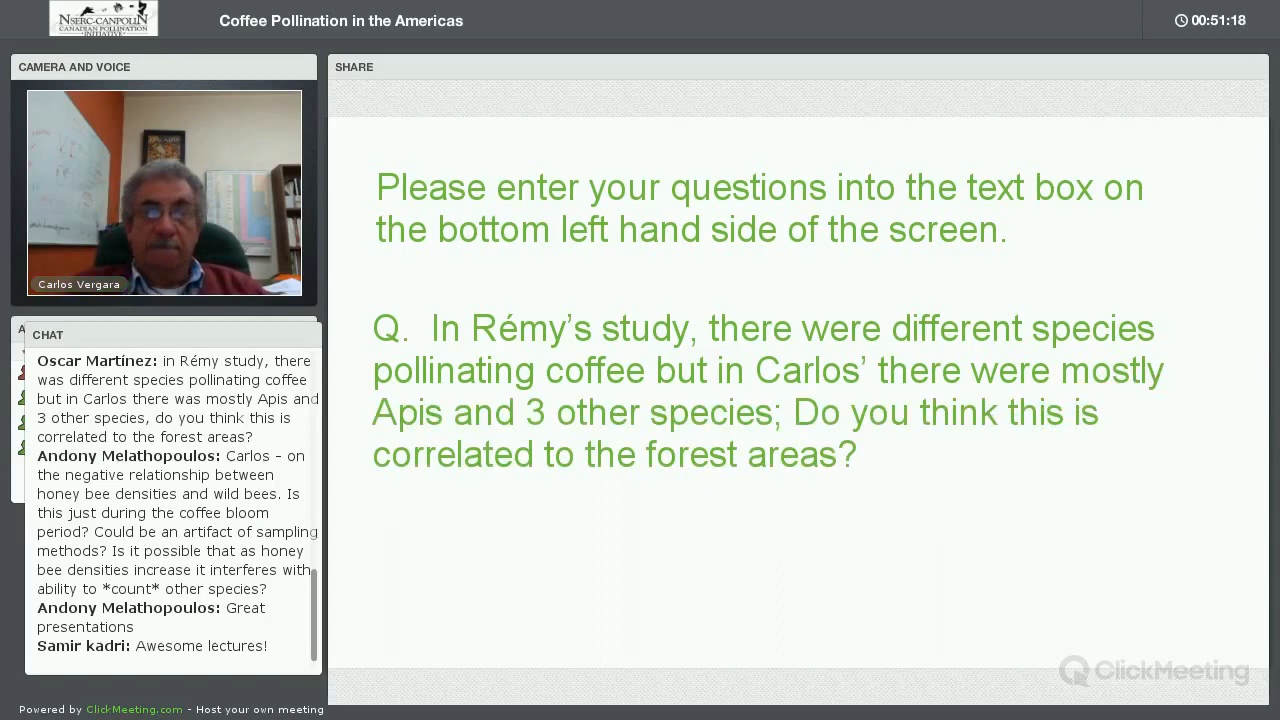 NSERC-CANPOLIN
CANADIAN POLLINATION
INITIATIVE
Coffee Pollination in the Americas
00:51:18
CAMERA AND VOICE
Carlos Vergara
SHARE
Please enter your questions into the text box on
the bottom left hand side of the screen.
Q. In Rémy’s study, there were different species
pollinating coffee but in Carlos’ there were mostly
Apis and 3 other species; Do you think this is
correlated to the forest areas?
A
CHAT
Oscar Martínez: in Rémy study, there
was different species pollinating coffee
but in Carlos there was mostly Apis and
3 other species, do you think this is
correlated to the forest areas?
Andony Melathopoulos: Carlos - on
the negative relationship between
honey bee densities and wild bees. Is
this just during the coffee bloom
period? Could be an artifact of sampling
methods? Is it possible that as honey
bee densities increase it interferes with
ability to *count* other species?
Andony Melathopoulos: Great
presentations
Samir kadri: Awesome lectures!
ClickMeeting
Powered by ClickMeeting.com - Host your own meeting